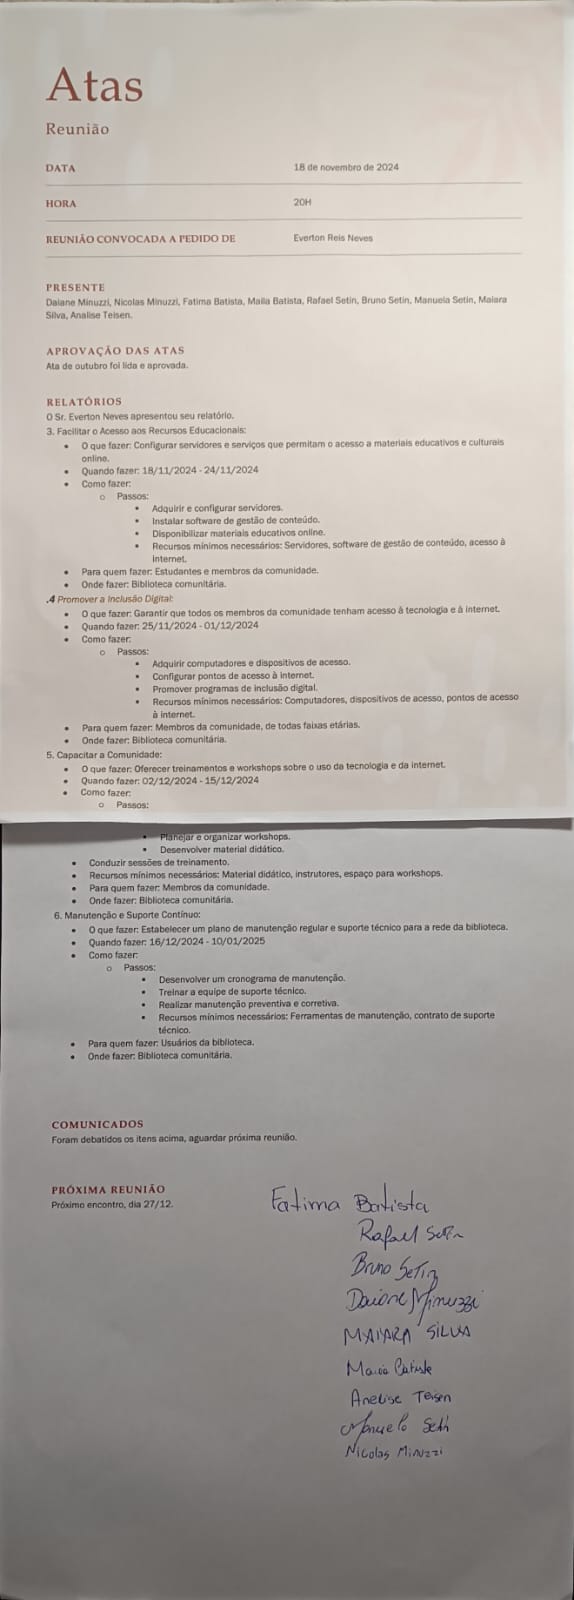 Atas
Reunião
DATA 18 de novembro de 2024
HORA 20H
REUNIÃO CONVOCADA A PEDIDO DE Everton Reis Neves
PRESENTE
Daiane Minuzzi, Nicolas Minuzzi, Fatima Batista, Maila Batista, Rafael Setin, Bruno Setin, Manuela Setin, Maiara
Silva, Analise Teisen.
APROVAÇÃO DAS ATAS
Ata de outubro foi lida e aprovada.
RELATÓRIOS
O Sr. Everton Neves apresentou seu relatório.
3. Facilitar o Acesso aos Recursos Educacionais:
• O que fazer: Configurar servidores e serviços que permitam o acesso a materiais educativos e culturais
online.
• Quando fazer: 18/11/2024 - 24/11/2024
• Como fazer:
o Passos:
▪ Adquirir e configurar servidores.
▪ Instalar software de gestão de conteúdo.
▪ Disponibilizar materiais educativos online.
▪ Recursos mínimos necessários: Servidores, software de gestão de conteúdo, acesso à
internet.
• Para quem fazer: Estudantes e membros da comunidade.
• Onde fazer: Biblioteca comunitária.
.4 Promover a Inclusão Digital:
• O que fazer: Garantir que todos os membros da comunidade tenham acesso à tecnologia e à internet.
• Quando fazer: 25/11/2024 - 01/12/2024
• Como fazer:
o Passos:
▪ Adquirir computadores e dispositivos de acesso.
▪ Configurar pontos de acesso à internet.
▪ Promover programas de inclusão digital.
▪ Recursos mínimos necessários: Computadores, dispositivos de acesso, pontos de acesso
à internet.
• Para quem fazer: Membros da comunidade, de todas faixas etárias.
• Onde fazer: Biblioteca comunitária.
5. Capacitar a Comunidade:
• O que fazer: Oferecer treinamentos e workshops sobre o uso da tecnologia e da internet.
• Quando fazer: 02/12/2024 - 15/12/2024
• Como fazer:
o Passos:
▪ Planejar e organizar workshops.
▪ Desenvolver material didático.
• Conduzir sessões de treinamento.
• Recursos mínimos necessários: Material didático, instrutores, espaço para workshops.
• Para quem fazer: Membros da comunidade.
• Onde fazer: Biblioteca comunitária.
6. Manutenção e Suporte Contínuo:
• O que fazer: Estabelecer um plano de manutenção regular e suporte técnico para a rede da biblioteca.
• Quando fazer: 16/12/2024 - 10/01/2025
• Como fazer:
o Passos:
▪ Desenvolver um cronograma de manutenção.
▪ Treinar a equipe de suporte técnico.
▪ Realizar manutenção preventiva e corretiva.
▪ Recursos mínimos necessários: Ferramentas de manutenção, contrato de suporte
técnico.
• Para quem fazer: Usuários da biblioteca.
• Onde fazer: Biblioteca comunitária.
COMUNICADOS
Foram debatidos os itens acima, aguardar próxima reunião.
PRÓXIMA REUNIÃO
Próximo encontro, dia 27/12.
Fatima Batista
Rafael Setin
Bruno Setin
Daiane Minuzzi
MAIARA SILVA
Batista
Anelise Teisen
Manuela Setin
Nicolas Minuzzi